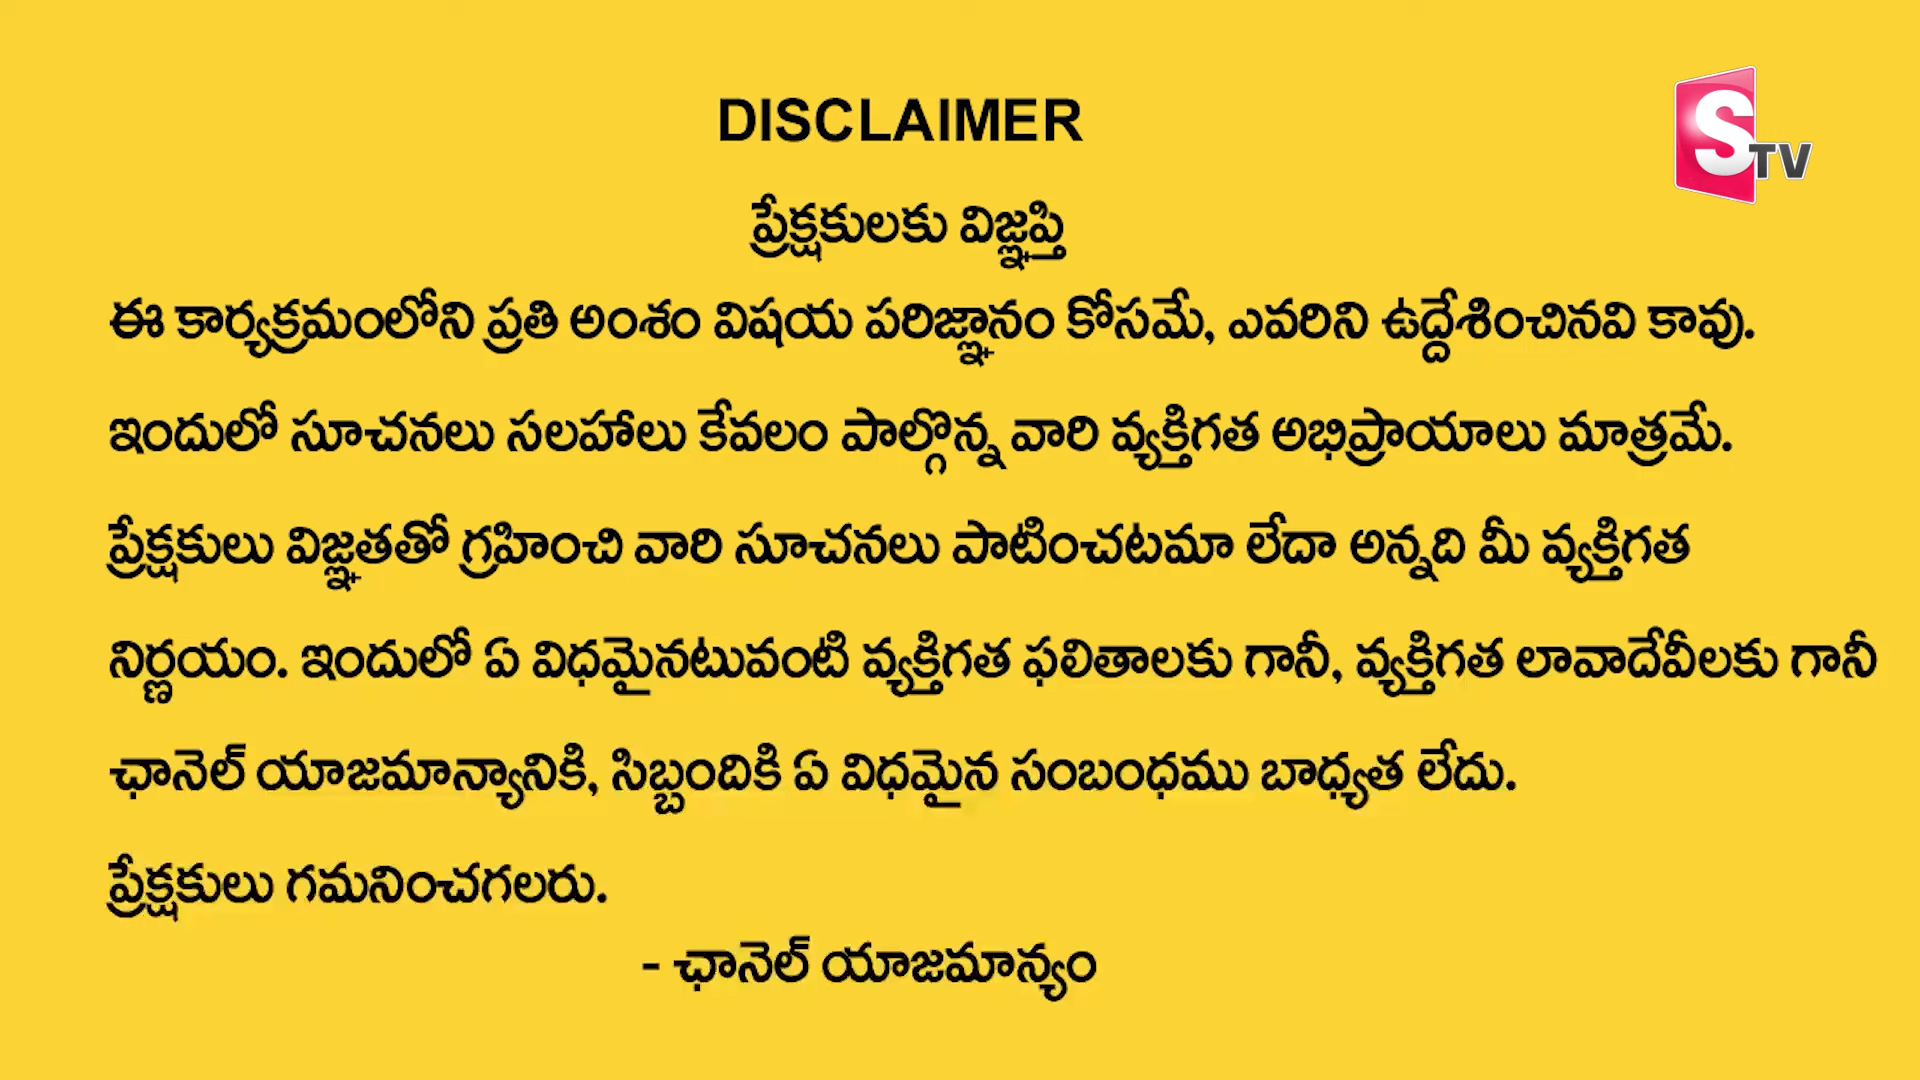 DISCLAIMER
STV
ప్రేక్షకులకు విజ్ఞప్తి
ఈ కార్యక్రమంలోని ప్రతి అంశం విషయ పరిజ్ఞానం కోసమే, ఎవరిని ఉద్దేశించినవి కావు.
ఇందులో సూచనలు సలహాలు కేవలం పాల్గొన్న వారి వ్యక్తిగత అభిప్రాయాలు మాత్రమే.
ప్రేక్షకులు విజ్ఞతతో గ్రహించి వారి సూచనలు పాటించటమా లేదా అన్నది మీ వ్యక్తిగత
నిర్ణయం. ఇందులో ఏ విధమైనటువంటి వ్యక్తిగత ఫలితాలకు గానీ, వ్యక్తిగత లావాదేవీలకు గానీ
ఛానెల్ యాజమాన్యానికి, సిబ్బందికి ఏ విధమైన సంబంధము బాధ్యత లేదు.
ప్రేక్షకులు గమనించగలరు.
- ఛానెల్ యాజమాన్యం